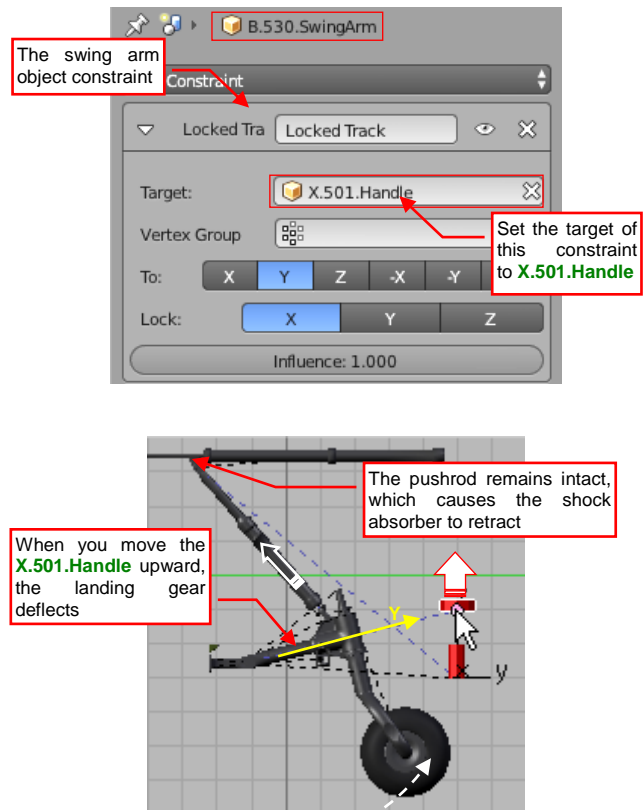 B.530.SwingArm
The swing arm
object constraint
Constraint
Locked Tra Locked Track
Target: X.501.Handle
Vertex Group
Set the target of
this constraint
to X.501.Handle
To: X Y Z -X -Y
Lock: X Y Z
Influence: 1.000
The pushrod remains intact,
which causes the shock
absorber to retract
When you move the
X.501.Handle upward,
the landing gear
deflects
Y
x y